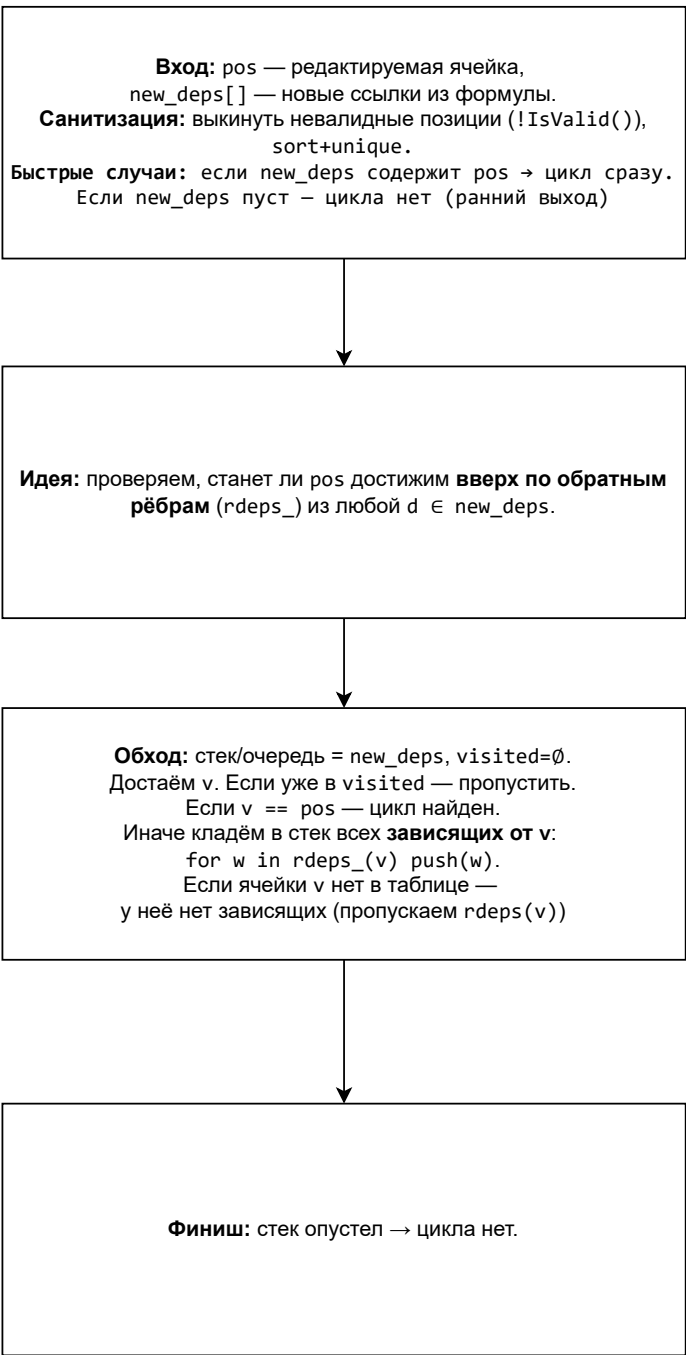 Вход: pos — редактируемая ячейка,
new_deps[] — новые ссылки из формулы.
Санитизация: выкинуть невалидные позиции (!IsValid()),
sort+unique.
Быстрые случаи: если new_deps содержит pos → цикл сразу.
Если new_deps пуст — цикла нет (ранний выход)
Идея: проверяем, станет ли pos достижим вверх по обратным
рёбрам (rdeps_) из любой d ∈ new_deps.
Обход: стек/очередь = new_deps, visited=∅.
Достаём v. Если уже в visited — пропустить.
Если v == pos — цикл найден.
Иначе кладём в стек всех зависящих от v:
for w in rdeps_(v) push(w).
Если ячейки v нет в таблице —
у неё нет зависящих (пропускаем rdeps(v))
Финиш: стек опустел → цикла нет.